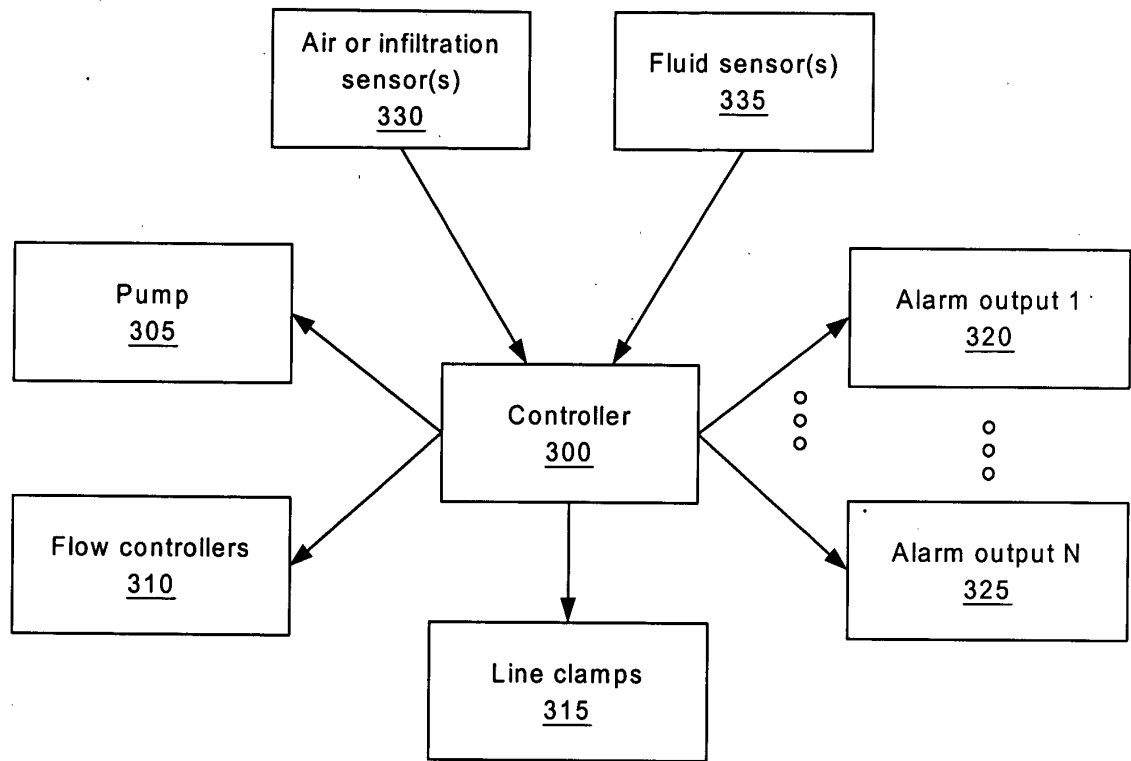 Air or infiltration
sensor(s)
330
Fluid sensor(s)
335
Pump
305
Alarm output 1
320
Controller
300
Flow controllers
310
Alarm output N
325
Line clamps
315